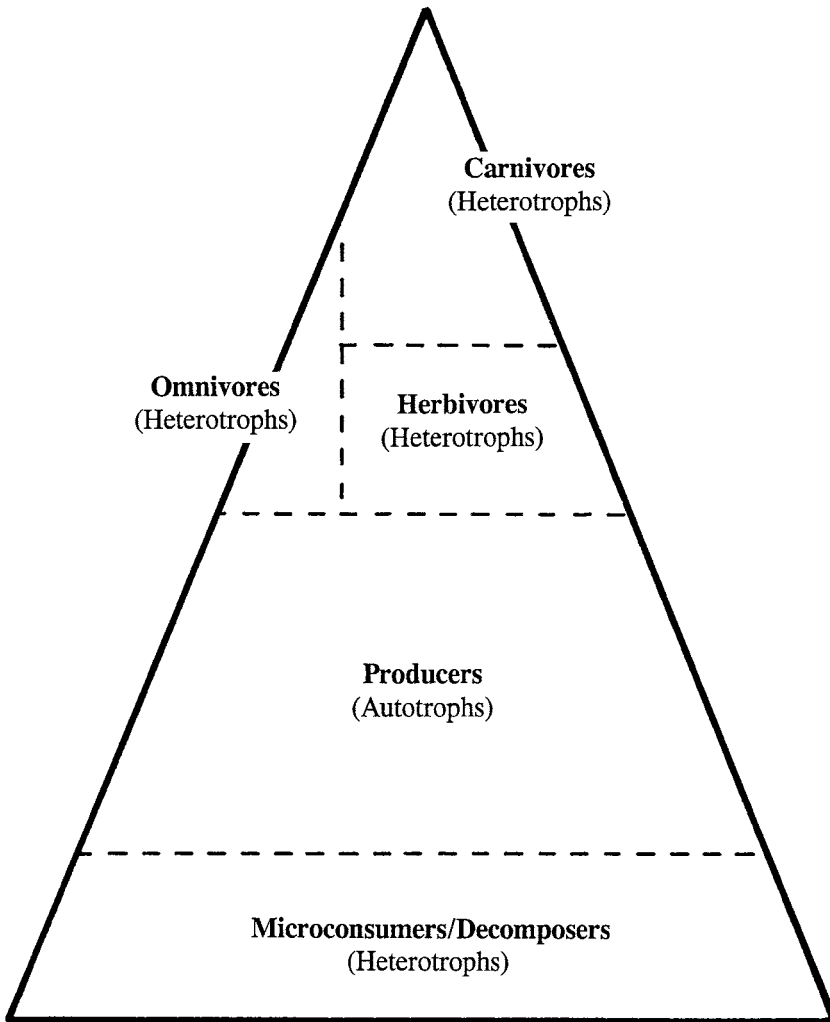 Carnivores
(Heterotrophs)
Omnivores
(Heterotrophs)
Herbivores
(Heterotrophs)
Producers
(Autotrophs)
Microconsumers/Decomposers
(Heterotrophs)